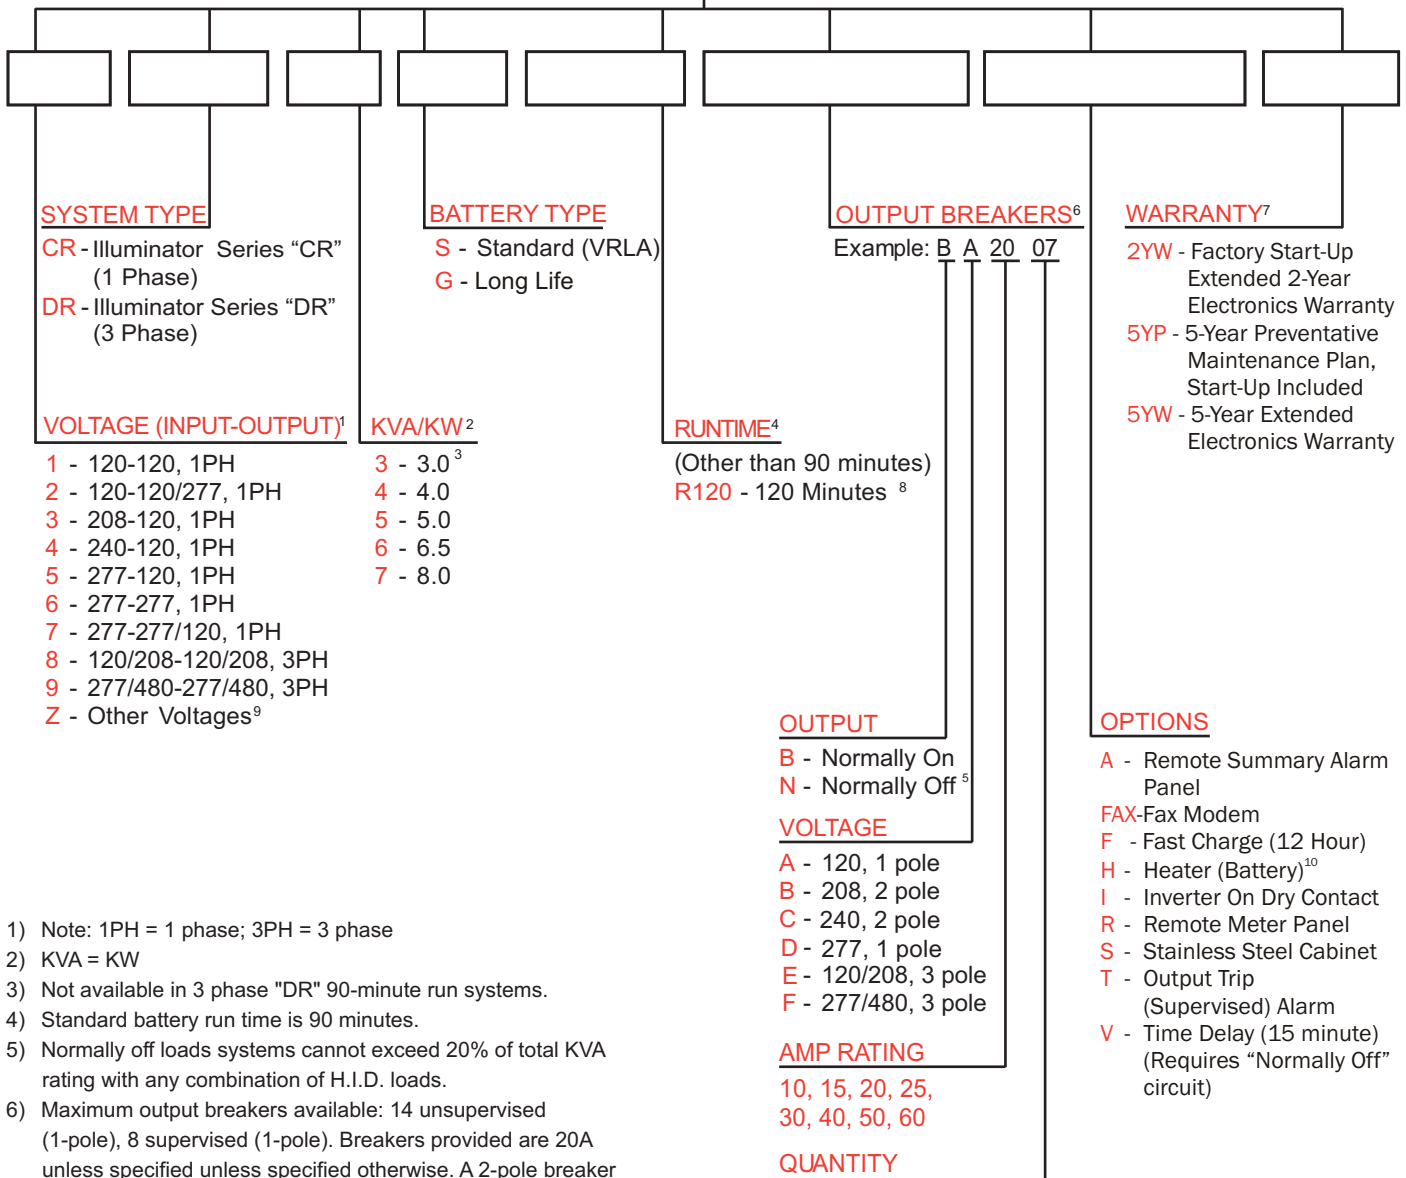 SYSTEM TYPE
CR - Illuminator Series “CR”
(1 Phase)
DR - Illuminator Series “DR”
(3 Phase)
BATTERY TYPE
S - Standard (VRLA)
G - Long Life
OUTPUT BREAKERS⁶
Example: B A 20 07
WARRANTY⁷
2YW - Factory Start-Up
Extended 2-Year
Electronics Warranty
5YP - 5-Year Preventative
Maintenance Plan,
Start-Up Included
5YW - 5-Year Extended
Electronics Warranty
VOLTAGE (INPUT-OUTPUT)¹
1 - 120-120, 1PH
2 - 120-120/277, 1PH
3 - 208-120, 1PH
4 - 240-120, 1PH
5 - 277-120, 1PH
6 - 277-277, 1PH
7 - 277-277/120, 1PH
8 - 120/208-120/208, 3PH
9 - 277/480-277/480, 3PH
Z - Other Voltages⁹
KVA/KW ²
3 - 3.0 ³
4 - 4.0
5 - 5.0
6 - 6.5
7 - 8.0
RUNTIME⁴
(Other than 90 minutes)
R120 - 120 Minutes ⁸
OUTPUT
B - Normally On
N - Normally Off ⁵
VOLTAGE
A - 120, 1 pole
B - 208, 2 pole
C - 240, 2 pole
D - 277, 1 pole
E - 120/208, 3 pole
F - 277/480, 3 pole
AMP RATING
10, 15, 20, 25,
30, 40, 50, 60
QUANTITY
OPTIONS
A - Remote Summary Alarm
Panel
FAX-Fax Modem
F - Fast Charge (12 Hour)
H - Heater (Battery)¹⁰
I - Inverter On Dry Contact
R - Remote Meter Panel
S - Stainless Steel Cabinet
T - Output Trip
(Supervised) Alarm
V - Time Delay (15 minute)
(Requires “Normally Off”
circuit)
1) Note: 1PH = 1 phase; 3PH = 3 phase
2) KVA = KW
3) Not available in 3 phase "DR" 90-minute run systems.
4) Standard battery run time is 90 minutes.
5) Normally off loads systems cannot exceed 20% of total KVA
rating with any combination of H.I.D. loads.
6) Maximum output breakers available: 14 unsupervised
(1-pole), 8 supervised (1-pole). Breakers provided are 20A
unless specified unless specified otherwise. A 2-pole breaker